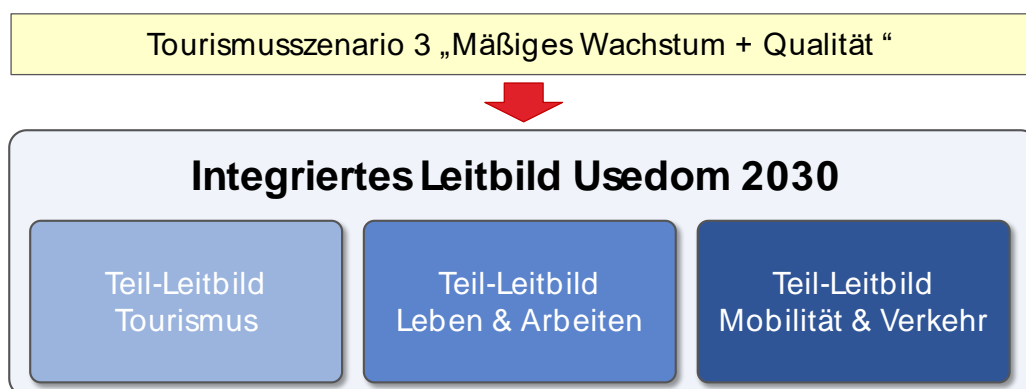 Tourismusszenario 3 „Mäßiges Wachstum + Qualität “
Integriertes Leitbild Usedom 2030
Teil-Leitbild
Tourismus
Teil-Leitbild
Leben & Arbeiten
Teil-Leitbild
Mobilität & Verkehr